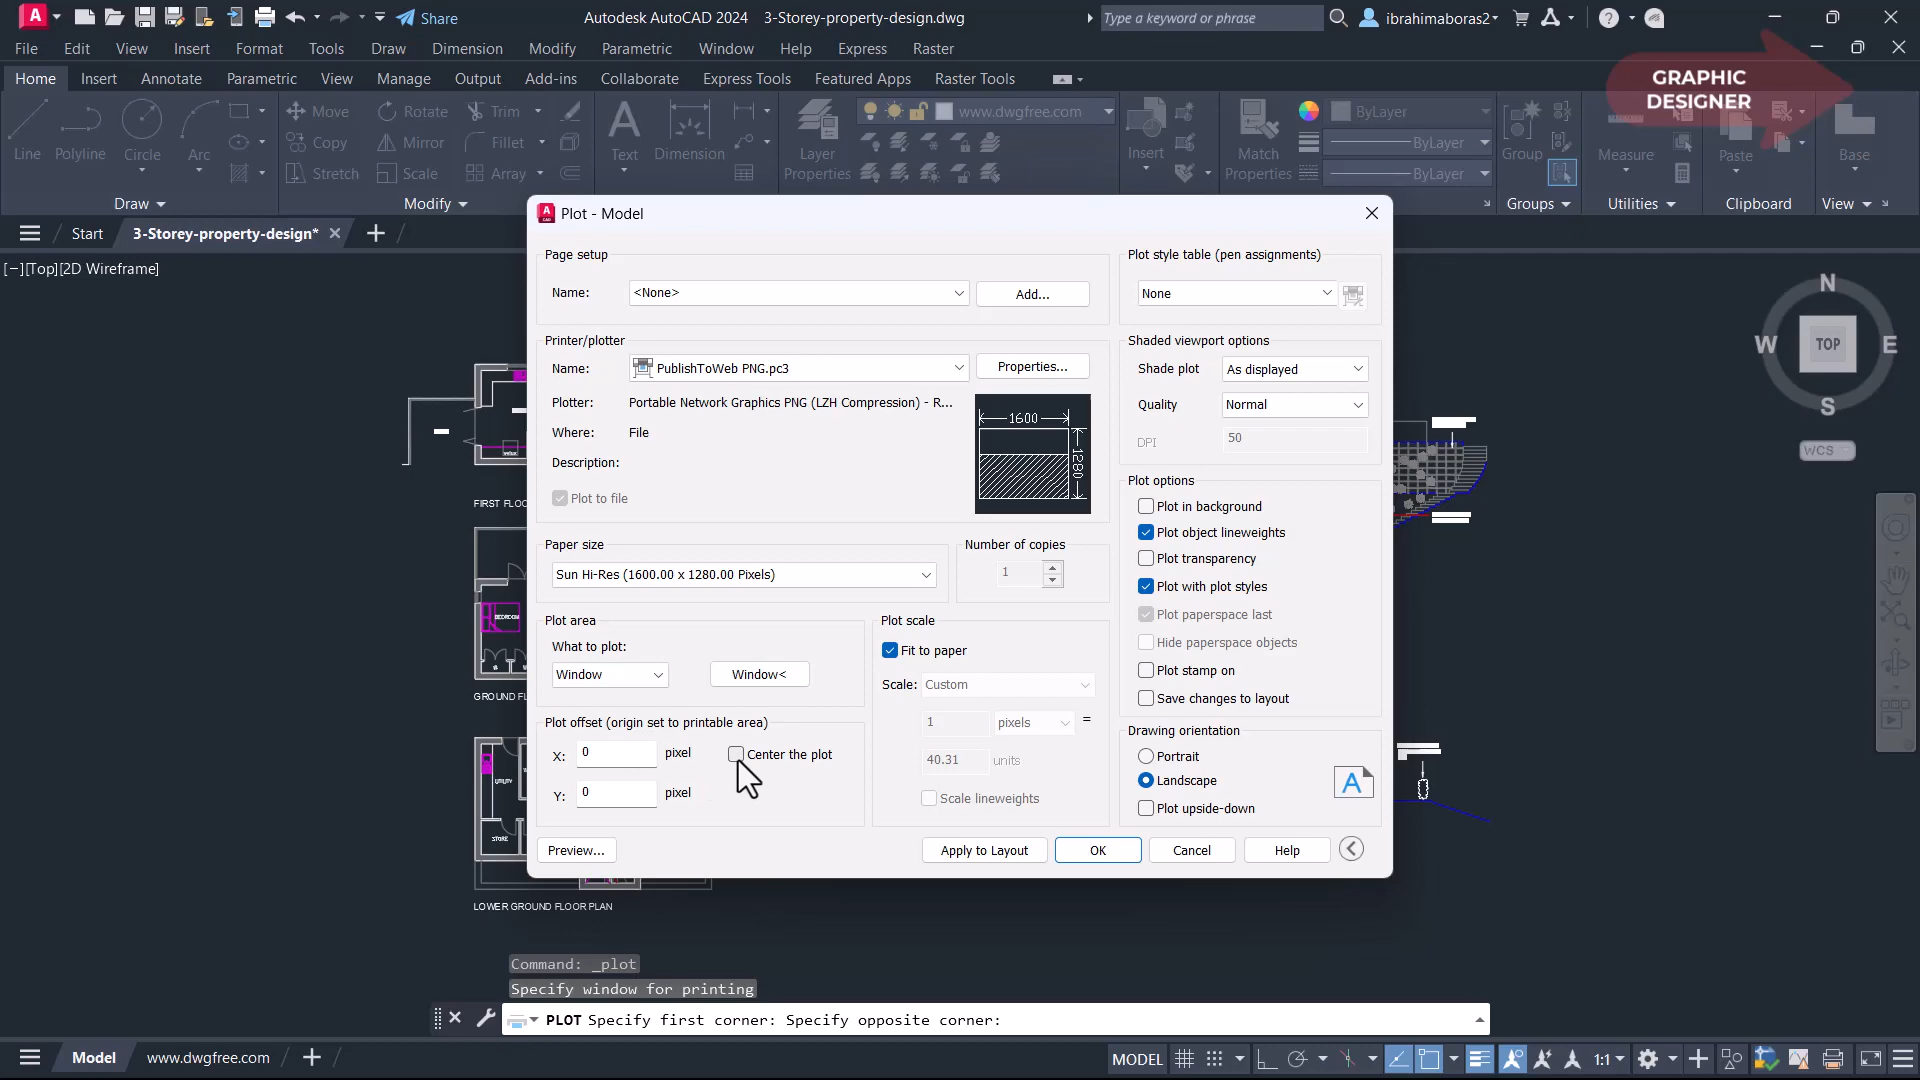 Share
Autodesk AutoCAD 2024 3-Storey-property-design.dwg
Type a keyword or phrase
ibrahimaboras2
File Edit View Insert Format Tools Draw Dimension Modify Parametric Window Help Express Raster
Home Insert Annotate Parametric View Manage Output Add-ins Collaborate Express Tools Featured Apps Raster Tools
GRAPHIC
DESIGNER
Line Polyline Circle Arc
Move Rotate Trim
Copy Mirror Fillet
Stretch Scale Array
Text Dimension
Layer
Properties
www.dwgfree.com
Insert
Match
Properties
ByLayer
ByLayer
ByLayer
Group Measure Paste Base
Draw Modify Groups Utilities Clipboard View
Start 3-Storey-property-design*
[−][Top][2D Wireframe]
N
W TOP E
S
WCS
FIRST FLOO
BEDROOM
GROUND FL
UTILITY
STORE
LOWER GROUND FLOOR PLAN
Plot - Model
Page setup
Name: <None> Add...
Printer/plotter
Name: PublishToWeb PNG.pc3 Properties...
Plotter: Portable Network Graphics PNG (LZH Compression) - R...
Where: File
Description:
Plot to file
1600
1280
Paper size
Sun Hi-Res (1600.00 x 1280.00 Pixels)
Number of copies
1
Plot area
What to plot:
Window Window<
Plot offset (origin set to printable area)
X: 0 pixel Center the plot
Y: 0 pixel
Plot scale
Fit to paper
Scale: Custom
1 pixels =
40.31 units
Scale lineweights
Plot style table (pen assignments)
None
Shaded viewport options
Shade plot As displayed
Quality Normal
DPI 50
Plot options
Plot in background
Plot object lineweights
Plot transparency
Plot with plot styles
Plot paperspace last
Hide paperspace objects
Plot stamp on
Save changes to layout
Drawing orientation
Portrait
Landscape
Plot upside-down
A
Preview... Apply to Layout OK Cancel Help
Command: _plot
Specify window for printing
PLOT Specify first corner: Specify opposite corner:
Model www.dwgfree.com
MODEL 1:1